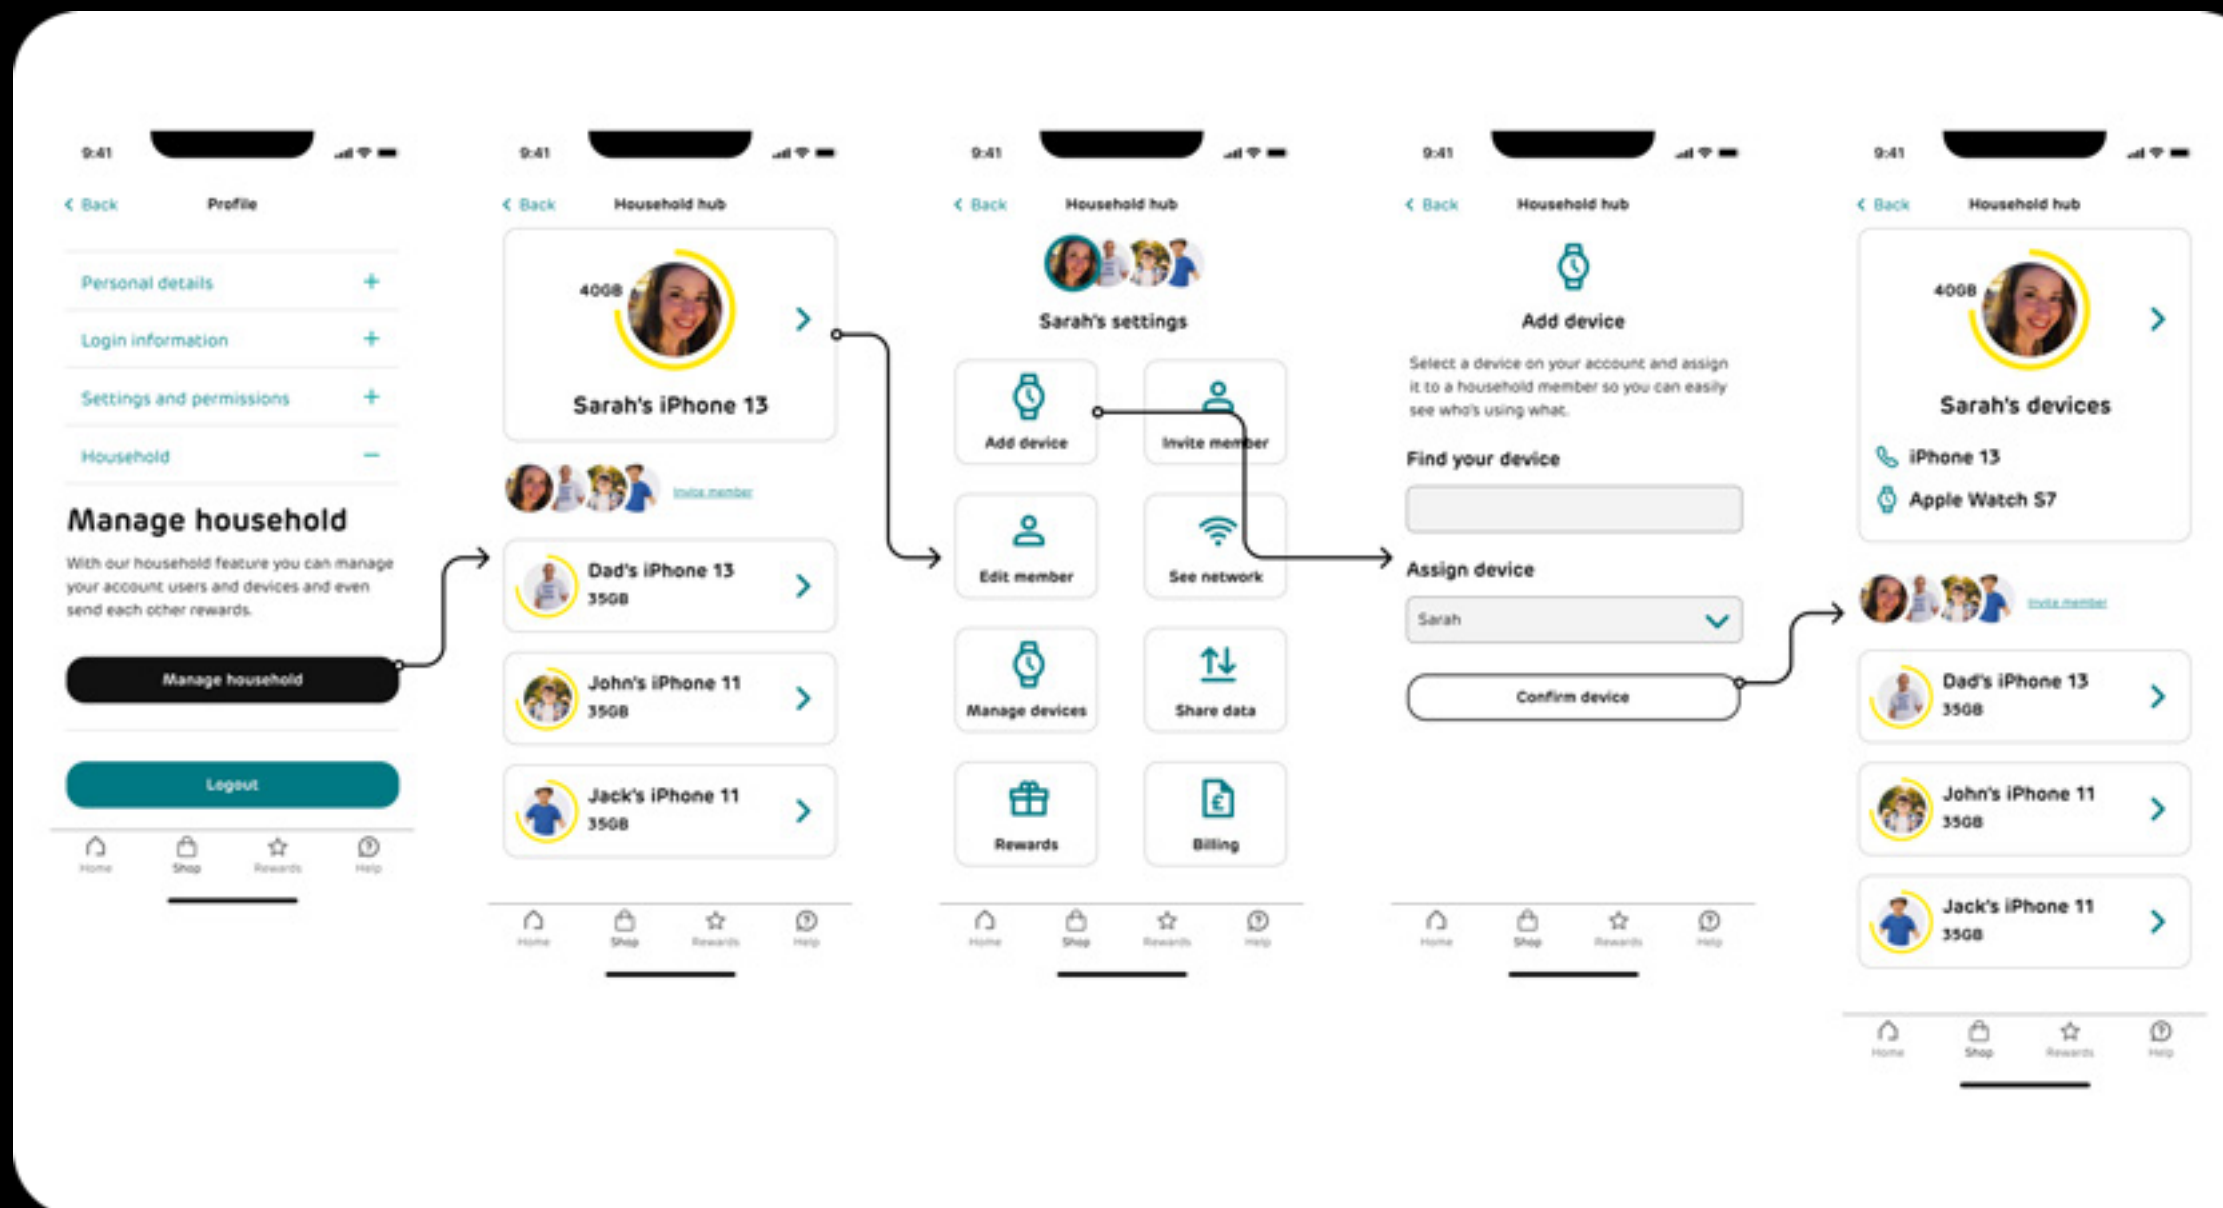 9:41
Back
Profile
Personal details
Login information
Settings and permissions
Household
Manage household
With our household feature you can manage
your account users and devices and even
send each other rewards.
Manage household
Logout
Home
Shop
Rewards
Help
9:41
Back
Household hub
40GB
Sarah's iPhone 13
Invite member
Dad's iPhone 13
35GB
John's iPhone 11
35GB
Jack's iPhone 11
35GB
Home
Shop
Rewards
Help
9:41
Back
Household hub
Sarah's settings
Add device
Invite member
Edit member
See network
Manage devices
Share data
Rewards
£
Billing
Home
Shop
Rewards
Help
9:41
Back
Household hub
Add device
Select a device on your account and assign
it to a household member so you can easily
see who's using what.
Find your device
Assign device
Sarah
Confirm device
Home
Shop
Rewards
Help
9:41
Back
Household hub
40GB
Sarah's devices
iPhone 13
Apple Watch S7
Invite member
Dad's iPhone 13
35GB
John's iPhone 11
35GB
Jack's iPhone 11
35GB
Home
Shop
Rewards
Help